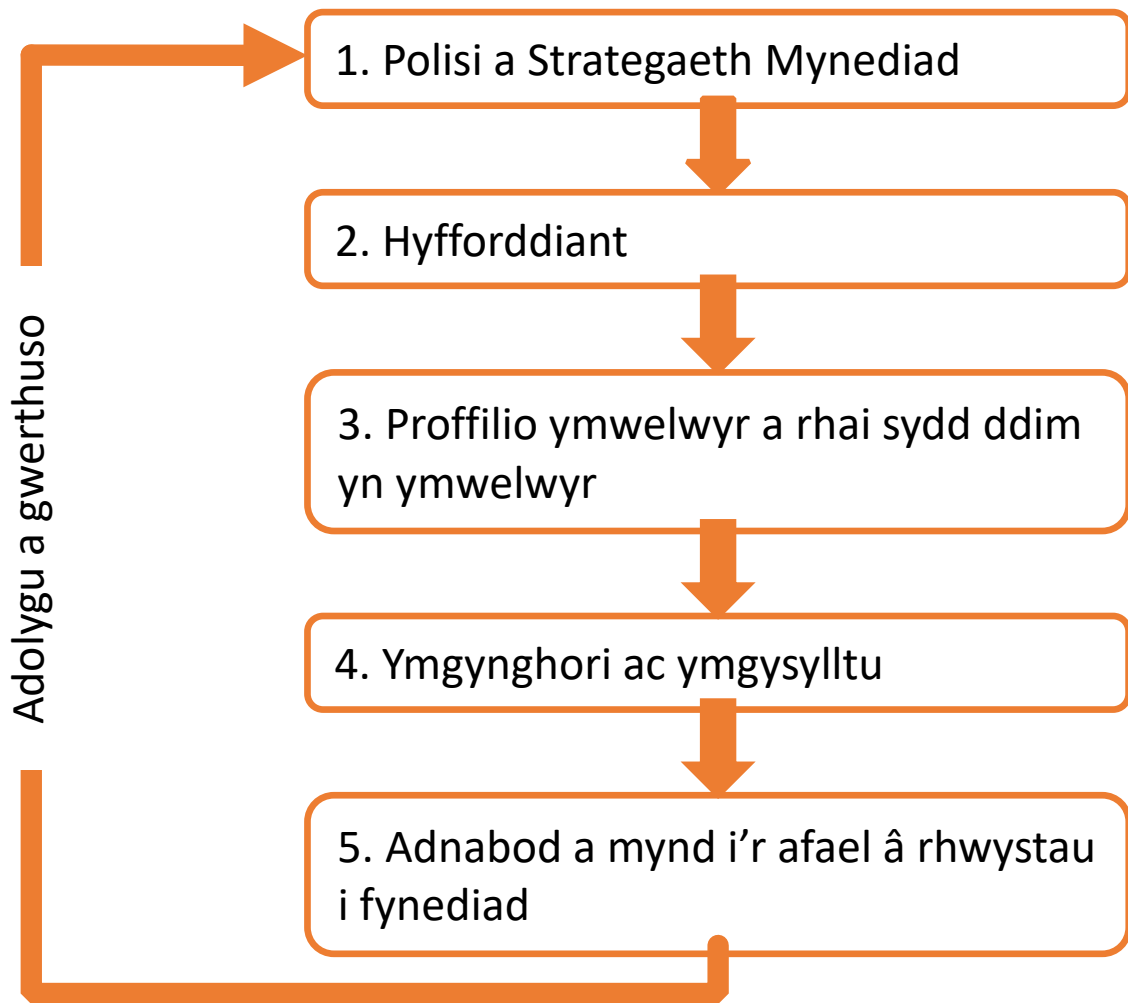 1. Polisi a Strategaeth Mynediad
2. Hyfforddiant
3. Proffilio ymwelwyr a rhai sydd ddim
yn ymwelwyr
4. Ymgynghori ac ymgysylltu
5. Adnabod a mynd i’r afael â rhwystau
i fynediad
Adolygu a gwerthuso